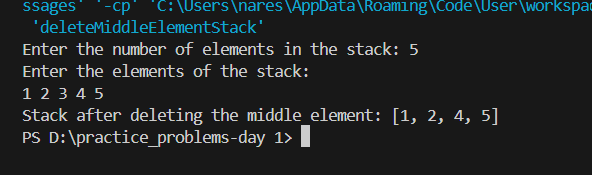 ssages' '-cp' 'C:\Users\nares\AppData\Roaming\Code\User\workspa
'deleteMiddleElementStack'
Enter the number of elements in the stack: 5
Enter the elements of the stack:
1 2 3 4 5
Stack after deleting the middle element: [1, 2, 4, 5]
PS D:\practice_problems-day 1>